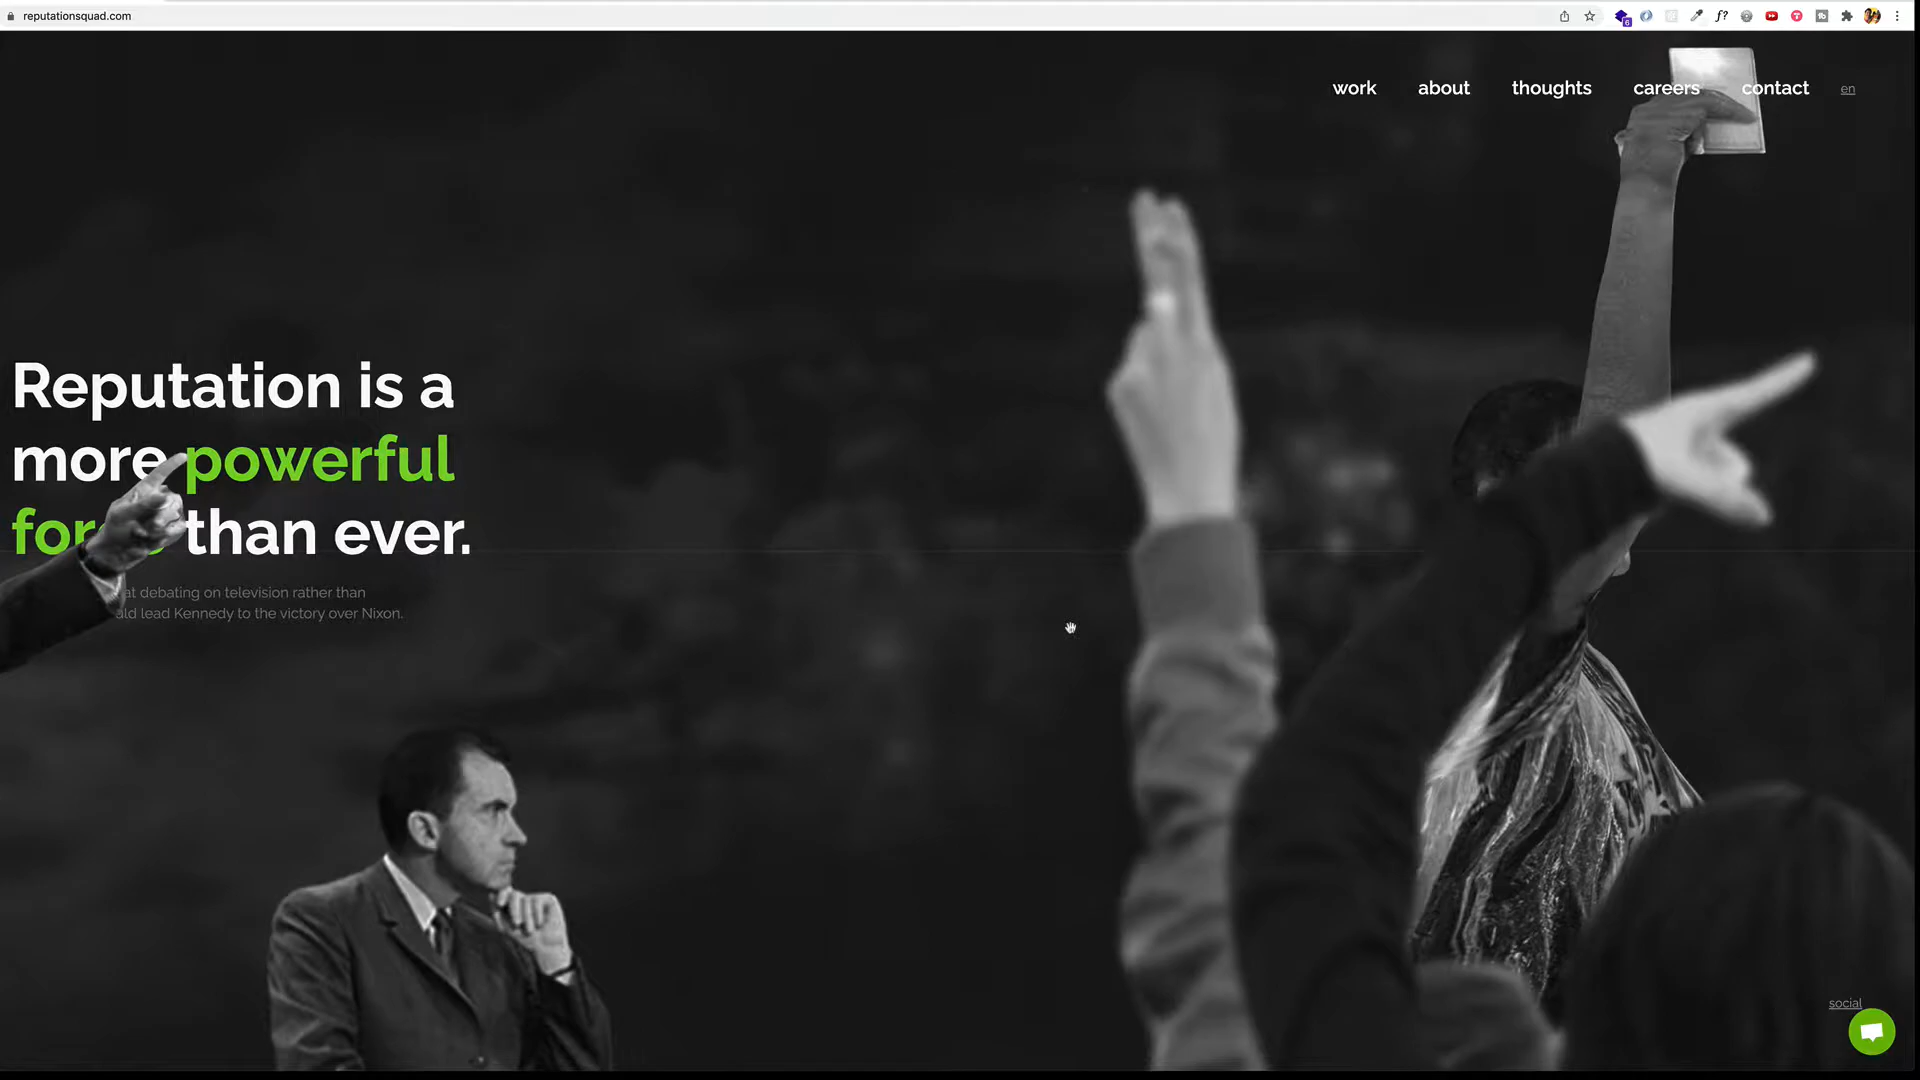 reputationsquad.com
6
f?
work about thoughts careers contact en
Reputation is a
more powerful
than ever.
at debating on television rather than
ald lead Kennedy to the victory over Nixon.
social